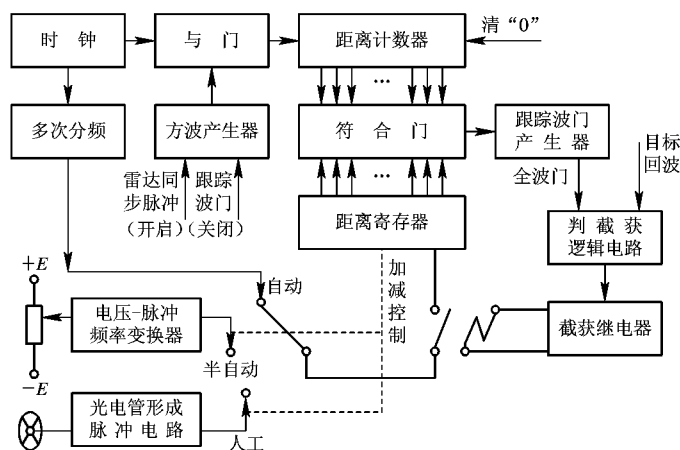 时 钟
与 门
距离计数器
清“0”
…
多次分频
方波产生器
符 合 门
跟踪波门
产 生 器
目标
回波
雷达同
步脉冲
(开启)
跟踪
波门
(关闭)
…
全波门
距离寄存器
判 截 获
逻辑电路
+E
自动
加减控制
电压-脉冲
频率变换器
截获继电器
半自动
-E
光电管形成
脉 冲 电 路
人工